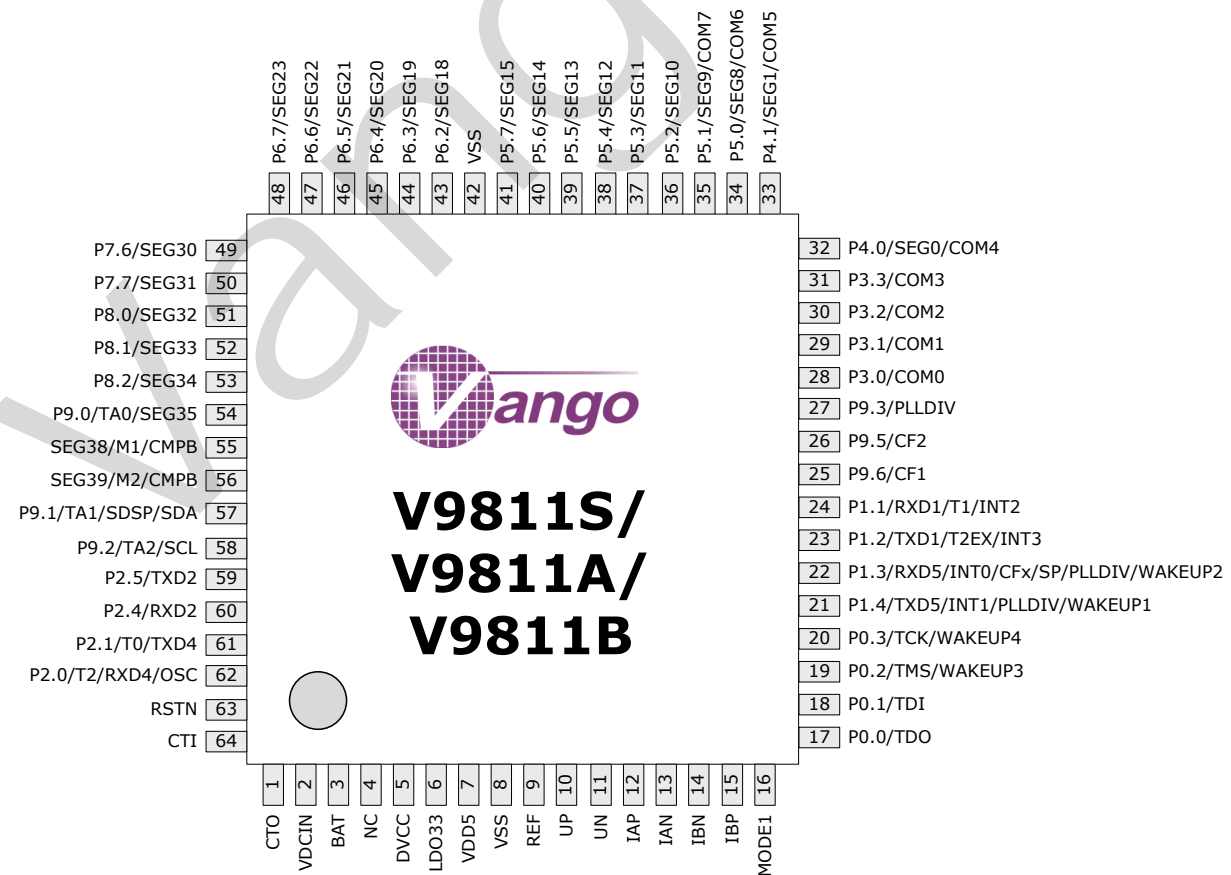 P6.7/SEG23
P6.6/SEG22
P6.5/SEG21
P6.4/SEG20
P6.3/SEG19
P6.2/SEG18
VSS
P5.7/SEG15
P5.6/SEG14
P5.5/SEG13
P5.4/SEG12
P5.3/SEG11
P5.2/SEG10
P5.1/SEG9/COM7
P5.0/SEG8/COM6
P4.1/SEG1/COM5
48 47 46 45 44 43 42 41 40 39 38 37 36 35 34 33
P7.6/SEG30 49
P7.7/SEG31 50
P8.0/SEG32 51
P8.1/SEG33 52
P8.2/SEG34 53
P9.0/TA0/SEG35 54
SEG38/M1/CMPB 55
SEG39/M2/CMPB 56
P9.1/TA1/SDSP/SDA 57
P9.2/TA2/SCL 58
P2.5/TXD2 59
P2.4/RXD2 60
P2.1/T0/TXD4 61
P2.0/T2/RXD4/OSC 62
RSTN 63
CTI 64
Vango
V9811S/
V9811A/
V9811B
32 P4.0/SEG0/COM4
31 P3.3/COM3
30 P3.2/COM2
29 P3.1/COM1
28 P3.0/COM0
27 P9.3/PLLDIV
26 P9.5/CF2
25 P9.6/CF1
24 P1.1/RXD1/T1/INT2
23 P1.2/TXD1/T2EX/INT3
22 P1.3/RXD5/INT0/CFx/SP/PLLDIV/WAKEUP2
21 P1.4/TXD5/INT1/PLLDIV/WAKEUP1
20 P0.3/TCK/WAKEUP4
19 P0.2/TMS/WAKEUP3
18 P0.1/TDI
17 P0.0/TDO
1 2 3 4 5 6 7 8 9 10 11 12 13 14 15 16
CTO
VDCIN
BAT
NC
DVCC
LDO33
VDD5
VSS
REF
UP
UN
IAP
IAN
IBN
IBP
MODE1
Vang